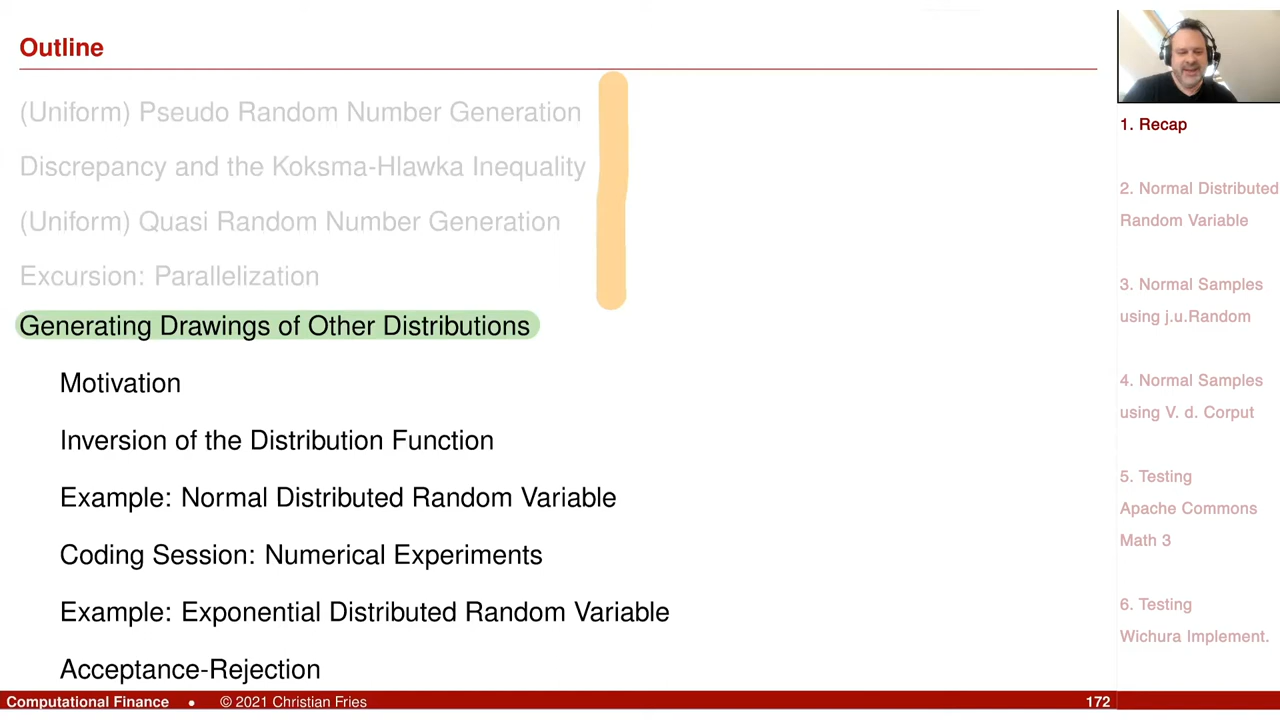 Outline
(Uniform) Pseudo Random Number Generation
Discrepancy and the Koksma-Hlawka Inequality
(Uniform) Quasi Random Number Generation
Excursion: Parallelization
Generating Drawings of Other Distributions
Motivation
Inversion of the Distribution Function
Example: Normal Distributed Random Variable
Coding Session: Numerical Experiments
Example: Exponential Distributed Random Variable
Acceptance-Rejection
Computational Finance • © 2021 Christian Fries 172
1. Recap
2. Normal Distributed
Random Variable
3. Normal Samples
using j.u.Random
4. Normal Samples
using V. d. Corput
5. Testing
Apache Commons
Math 3
6. Testing
Wichura Implement.